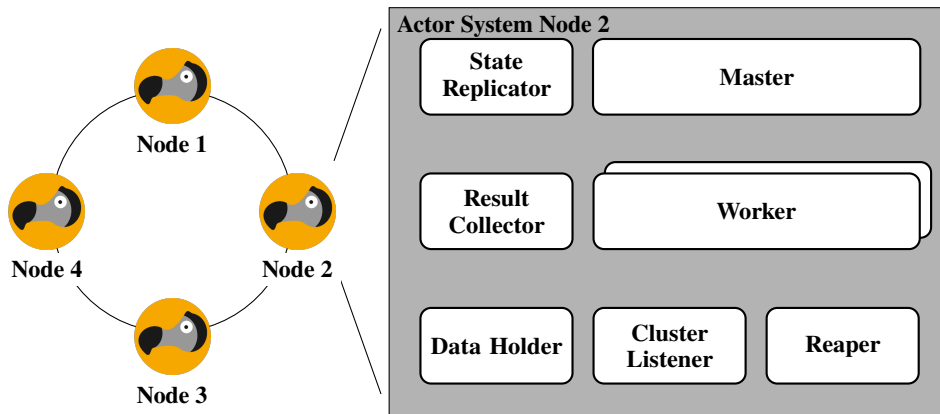 Actor System Node 2
State
Replicator
Master
Node 1
Result
Collector
Worker
Node 4
Node 2
Data Holder
Cluster
Listener
Reaper
Node 3